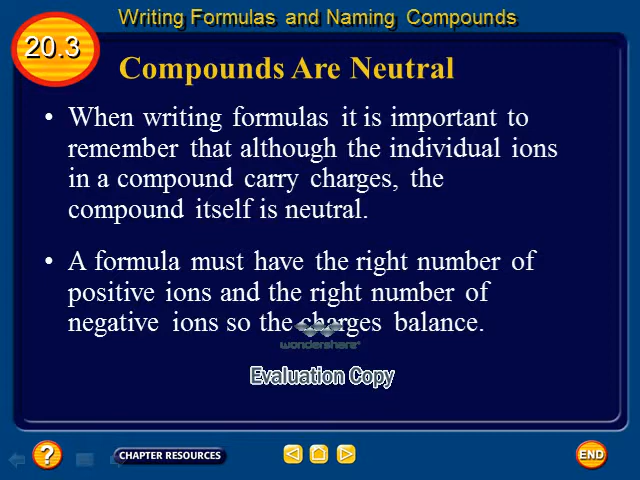 Writing Formulas and Naming Compounds
20.3
Compounds Are Neutral
• When writing formulas it is important to
remember that although the individual ions
in a compound carry charges, the
compound itself is neutral.
• A formula must have the right number of
positive ions and the right number of
negative ions so the charges balance.
wondershare
Evaluation Copy
?
CHAPTER RESOURCES
END